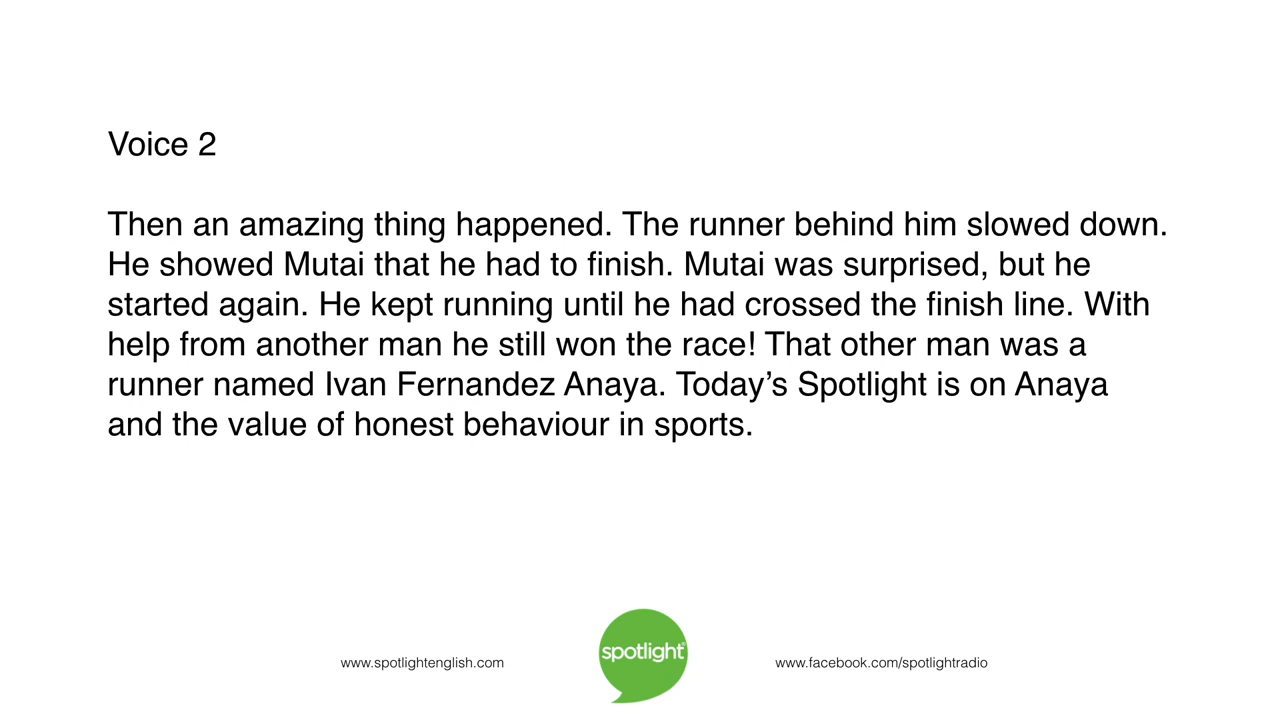 Voice 2
Then an amazing thing happened. The runner behind him slowed down.
He showed Mutai that he had to finish. Mutai was surprised, but he
started again. He kept running until he had crossed the finish line. With
help from another man he still won the race! That other man was a
runner named Ivan Fernandez Anaya. Today’s Spotlight is on Anaya
and the value of honest behaviour in sports.
www.spotlightenglish.com
spotlight
www.facebook.com/spotlightradio